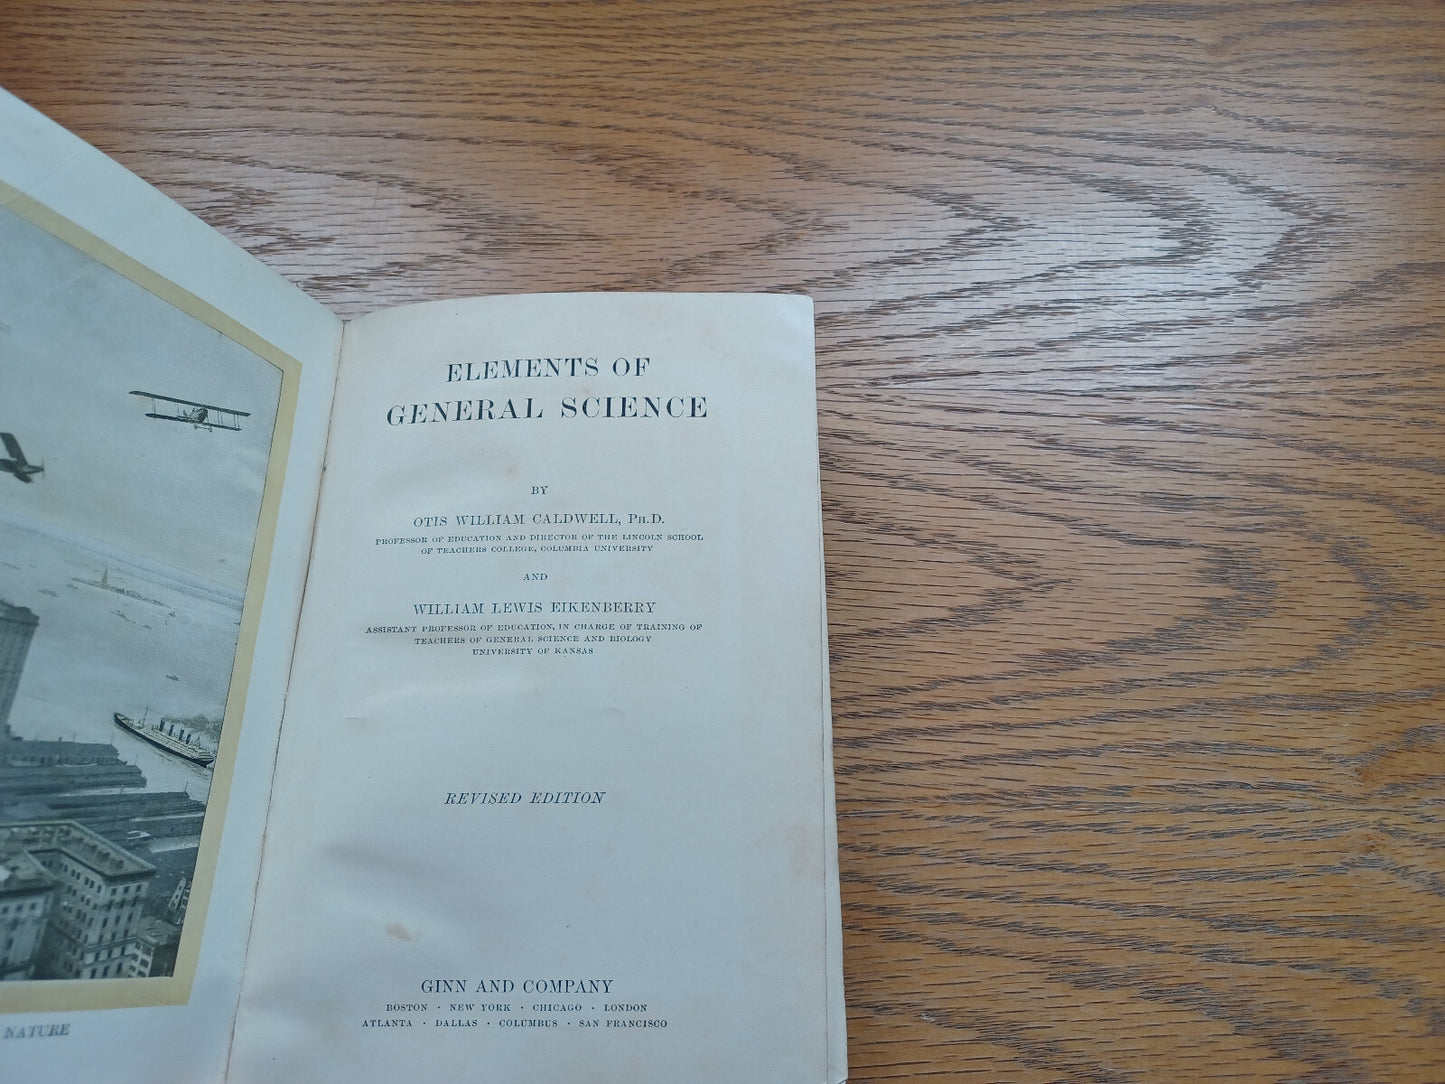 NATURE
ELEMENTS OF
GENERAL SCIENCE
BY
OTIS WILLIAM CALDWELL, Ph.D.
PROFESSOR OF EDUCATION AND DIRECTOR OF THE LINCOLN SCHOOL
OF TEACHERS COLLEGE, COLUMBIA UNIVERSITY
AND
WILLIAM LEWIS EIKENBERRY
ASSISTANT PROFESSOR OF EDUCATION, IN CHARGE OF TRAINING OF
TEACHERS OF GENERAL SCIENCE AND BIOLOGY
UNIVERSITY OF KANSAS
REVISED EDITION
GINN AND COMPANY
BOSTON · NEW YORK · CHICAGO · LONDON
ATLANTA · DALLAS · COLUMBUS · SAN FRANCISCO